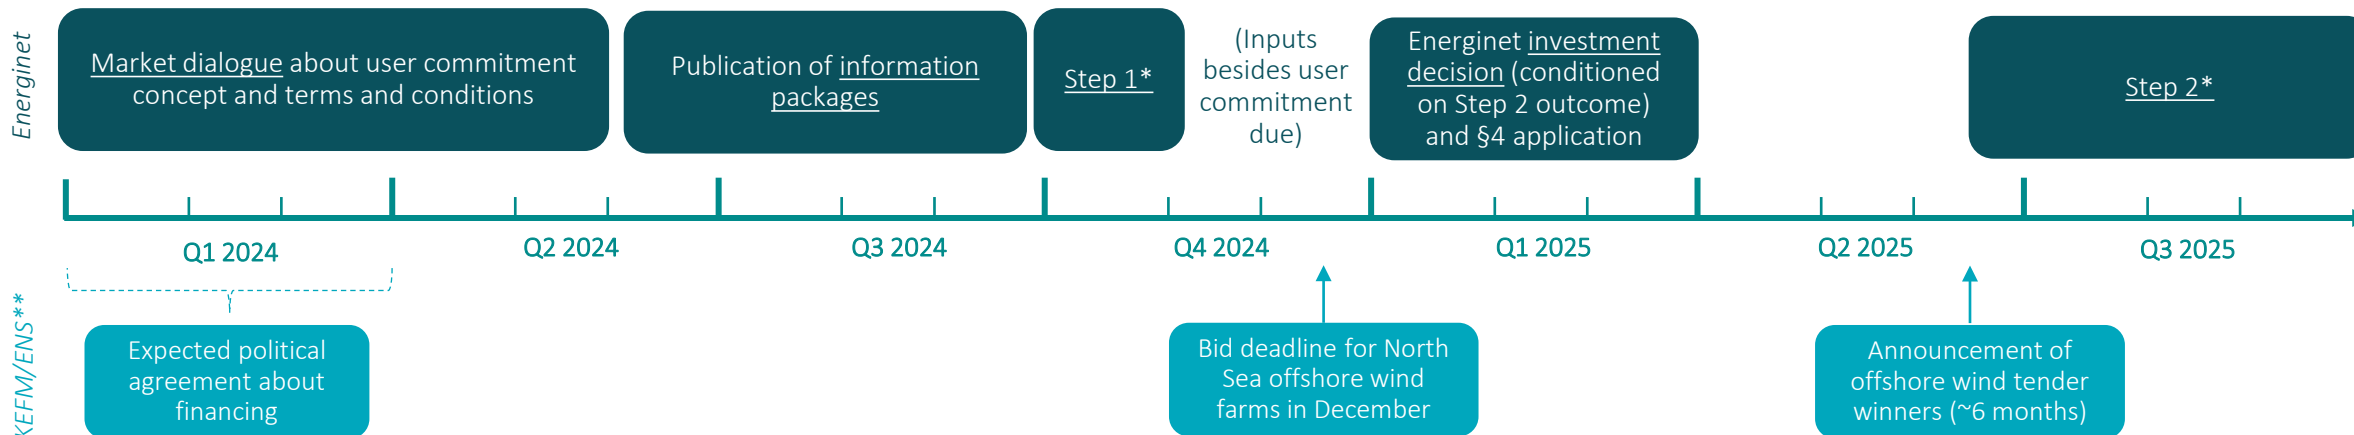 Energinet
Market dialogue about user commitment
concept and terms and conditions
Publication of information
packages
Step 1*
(Inputs
besides user
commitment
due)
Energinet investment
decision (conditioned
on Step 2 outcome)
and §4 application
Step 2*
Q1 2024
Q2 2024
Q3 2024
Q4 2024
Q1 2025
Q2 2025
Q3 2025
KEFM/ENS**
Expected political
agreement about
financing
Bid deadline for North
Sea offshore wind
farms in December
Announcement of
offshore wind tender
winners (~6 months)